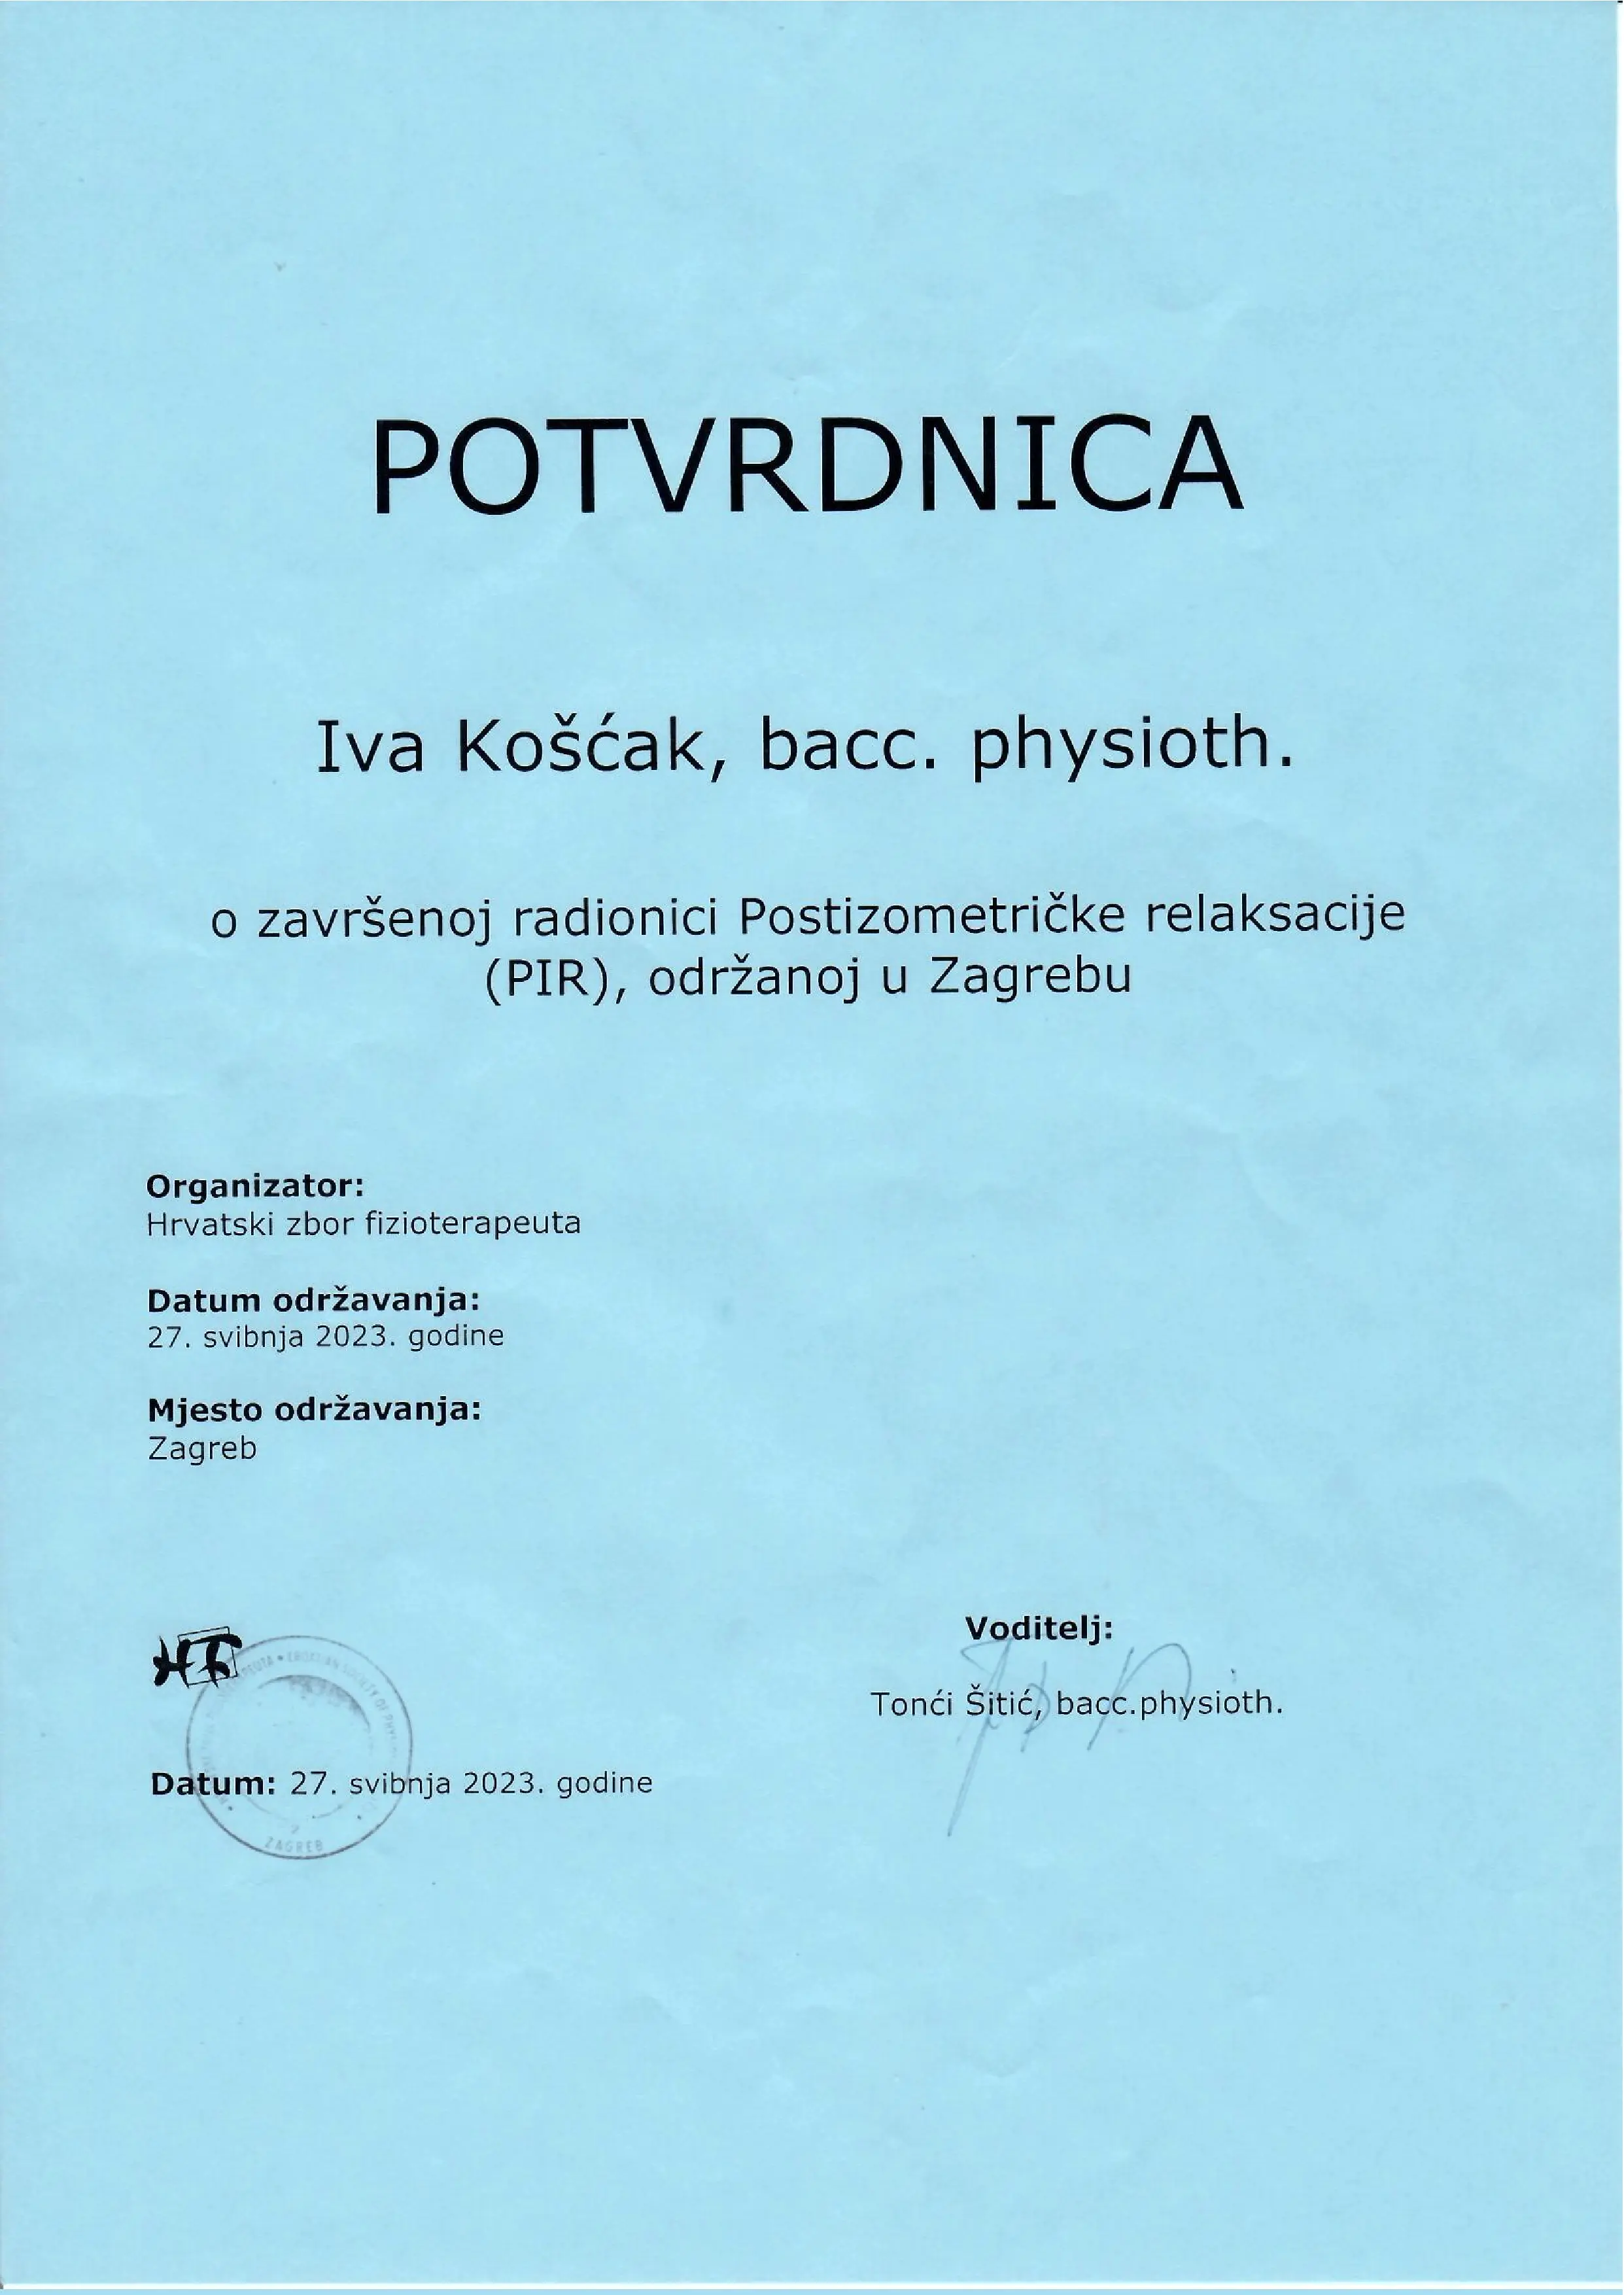 POTVRDNICA
Iva Košćak, bacc. physioth.
o završenoj radionici Postizometričke relaksacije
(PIR), održanoj u Zagrebu
Organizator:
Hrvatski zbor fizioterapeuta
Datum održavanja:
27. svibnja 2023. godine
Mjesto održavanja:
Zagreb
Voditelj:
Tonći Šitić, bacc.physioth.
Datum: 27. svibnja 2023. godine
ZAGREB